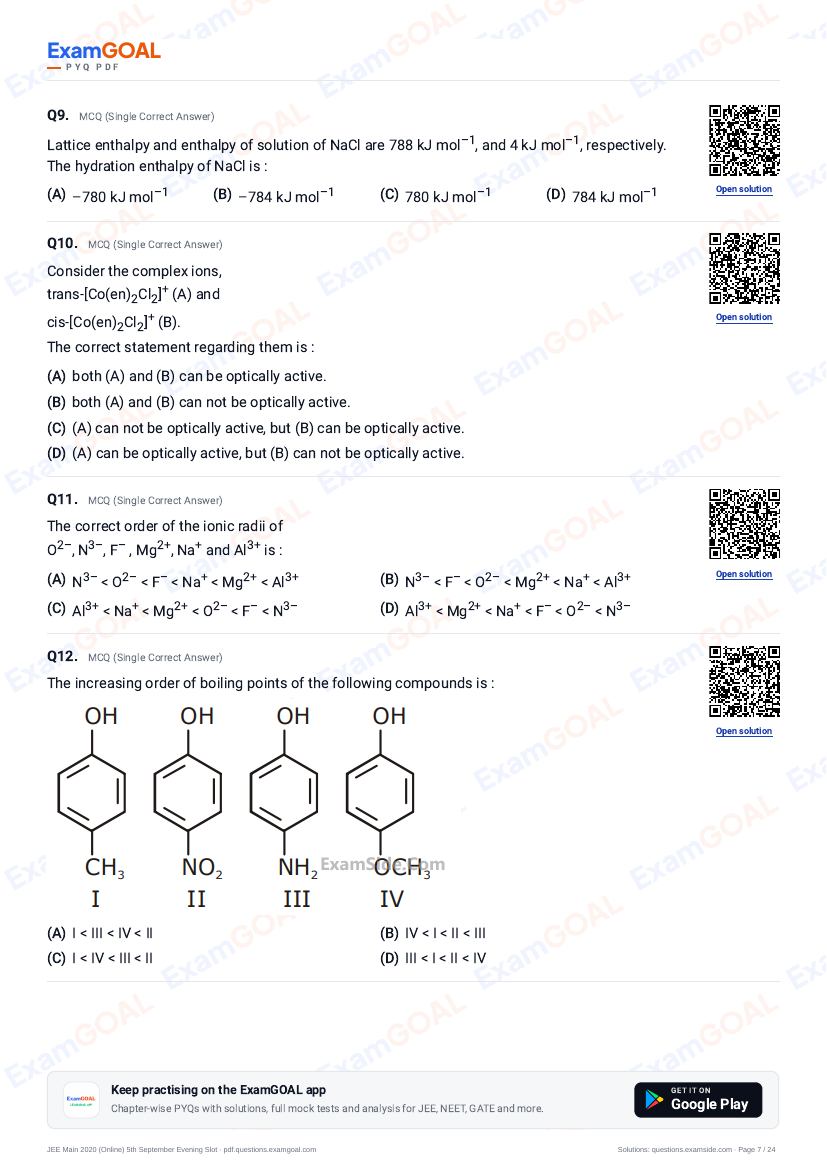 ExamGOAL
PYQ PDF
Q9. MCQ (Single Correct Answer)
Lattice enthalpy and enthalpy of solution of NaCl are 788 kJ mol⁻¹, and 4 kJ mol⁻¹, respectively.
The hydration enthalpy of NaCl is :
(A) −780 kJ mol⁻¹ (B) −784 kJ mol⁻¹ (C) 780 kJ mol⁻¹ (D) 784 kJ mol⁻¹
Open solution
Q10. MCQ (Single Correct Answer)
Consider the complex ions,
trans-[Co(en)₂Cl₂]⁺ (A) and
cis-[Co(en)₂Cl₂]⁺ (B).
The correct statement regarding them is :
(A) both (A) and (B) can be optically active.
(B) both (A) and (B) can not be optically active.
(C) (A) can not be optically active, but (B) can be optically active.
(D) (A) can be optically active, but (B) can not be optically active.
Open solution
Q11. MCQ (Single Correct Answer)
The correct order of the ionic radii of
O²⁻, N³⁻, F⁻ , Mg²⁺, Na⁺ and Al³⁺ is :
(A) N³⁻ < O²⁻ < F⁻ < Na⁺ < Mg²⁺ < Al³⁺ (B) N³⁻ < F⁻ < O²⁻ < Mg²⁺ < Na⁺ < Al³⁺
(C) Al³⁺ < Na⁺ < Mg²⁺ < O²⁻ < F⁻ < N³⁻ (D) Al³⁺ < Mg²⁺ < Na⁺ < F⁻ < O²⁻ < N³⁻
Open solution
Q12. MCQ (Single Correct Answer)
The increasing order of boiling points of the following compounds is :
Open solution
OH OH OH OH
CH₃ NO₂ NH₂ OCH₃
ExamSide.Com
I II III IV
(A) I < III < IV < II (B) IV < I < II < III
(C) I < IV < III < II (D) III < I < II < IV
Keep practising on the ExamGOAL app
Chapter-wise PYQs with solutions, full mock tests and analysis for JEE, NEET, GATE and more.
GET IT ON
Google Play
JEE Main 2020 (Online) 5th September Evening Slot · pdf.questions.examgoal.com
Solutions: questions.examside.com · Page 7 / 24